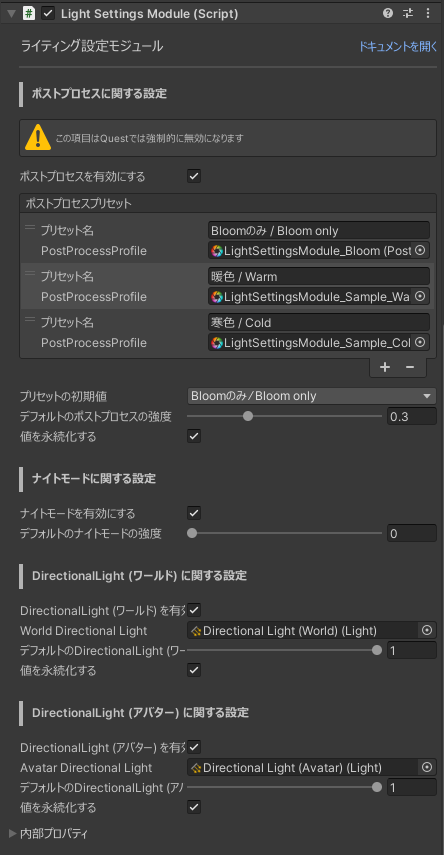 Light Settings Module (Script)
ライティング設定モジュール ドキュメントを開く
ポストプロセスに関する設定
この項目はQuestでは強制的に無効になります
ポストプロセスを有効にする
ポストプロセスプリセット
プリセット名 Bloomのみ / Bloom only
PostProcessProfile LightSettingsModule_Bloom (Post
プリセット名 暖色 / Warm
PostProcessProfile LightSettingsModule_Sample_Wa
プリセット名 寒色 / Cold
PostProcessProfile LightSettingsModule_Sample_Col
プリセットの初期値 Bloomのみ ∕ Bloom only
デフォルトのポストプロセスの強度 0.3
値を永続化する
ナイトモードに関する設定
ナイトモードを有効にする
デフォルトのナイトモードの強度 0
DirectionalLight (ワールド) に関する設定
DirectionalLight (ワールド) を有効
World Directional Light Directional Light (World) (Light)
デフォルトのDirectionalLight (ワー 1
値を永続化する
DirectionalLight (アバター) に関する設定
DirectionalLight (アバター) を有効
Avatar Directional Light Directional Light (Avatar) (Light)
デフォルトのDirectionalLight (アバ 1
値を永続化する
内部プロパティ